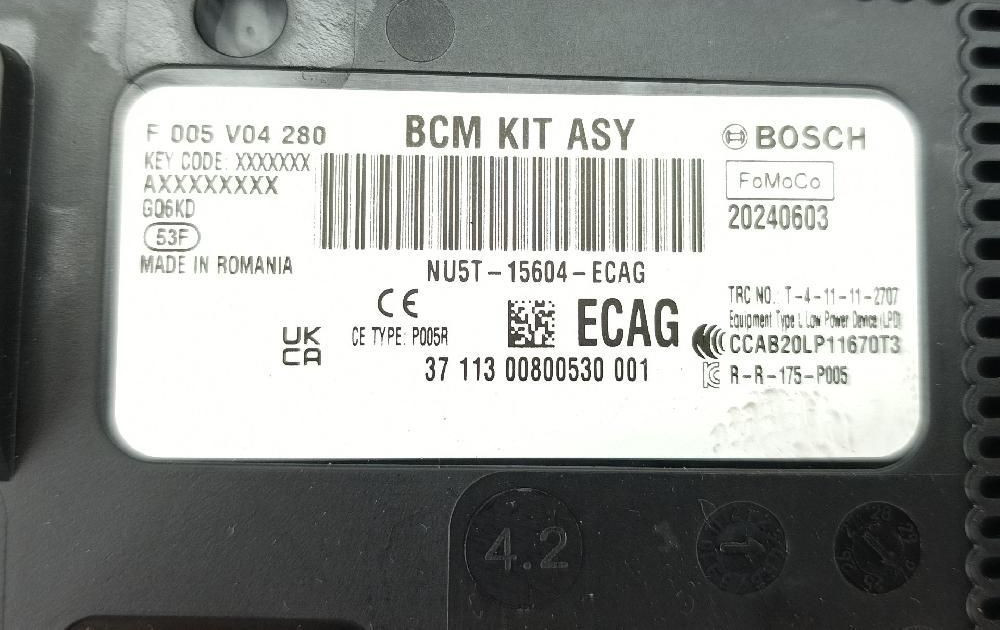 F 005 V04 280
BCM KIT ASY
BOSCH
KEY CODE: XXXXXXX
AXXXXXXXXX
G06KD
53F
MADE IN ROMANIA
FoMoCo
20240603
NU5T-15604-ECAG
CE
CE TYPE: P005R
UK
CA
ECAG
37 113 00800530 001
TRC NO.: T-4-11-11-2707
Equipment Type: Low Power Device (LPD)
CCAB20LP11670T3
R-R-175-P005
4.2